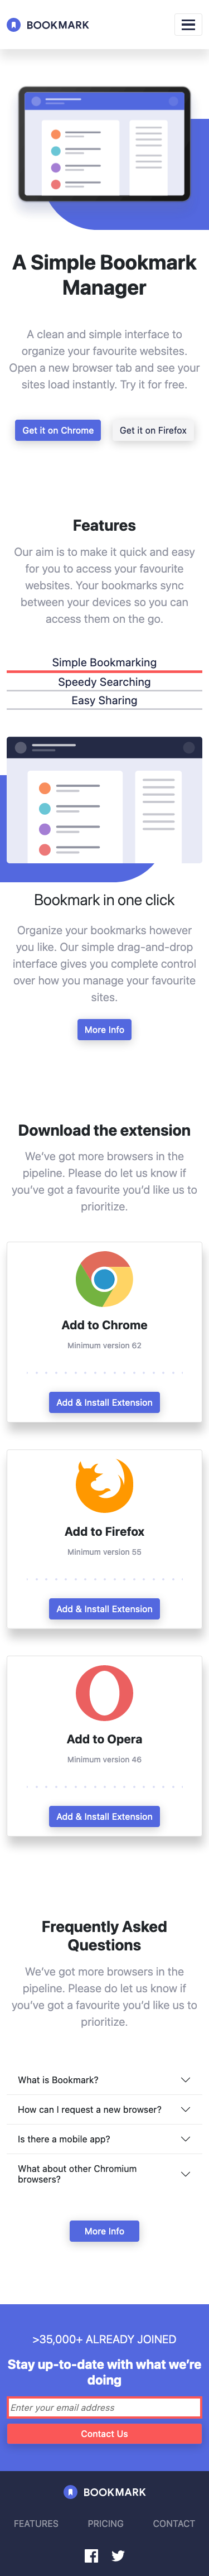 BOOKMARK
A Simple Bookmark
Manager
A clean and simple interface to
organize your favourite websites.
Open a new browser tab and see your
sites load instantly. Try it for free.
Get it on Chrome
Get it on Firefox
Features
Our aim is to make it quick and easy
for you to access your favourite
websites. Your bookmarks sync
between your devices so you can
access them on the go.
Simple Bookmarking
Speedy Searching
Easy Sharing
Bookmark in one click
Organize your bookmarks however
you like. Our simple drag-and-drop
interface gives you complete control
over how you manage your favourite
sites.
More Info
Download the extension
We've got more browsers in the
pipeline. Please do let us know if
you've got a favourite you'd like us to
prioritize.
Add to Chrome
Minimum version 62
Add & Install Extension
Add to Firefox
Minimum version 55
Add & Install Extension
Add to Opera
Minimum version 46
Add & Install Extension
Frequently Asked
Questions
We've got more browsers in the
pipeline. Please do let us know if
you've got a favourite you'd like us to
prioritize.
What is Bookmark?
How can I request a new browser?
Is there a mobile app?
What about other Chromium
browsers?
More Info
>35,000+ ALREADY JOINED
Stay up-to-date with what we're
doing
Enter your email address
Contact Us
BOOKMARK
FEATURES
PRICING
CONTACT